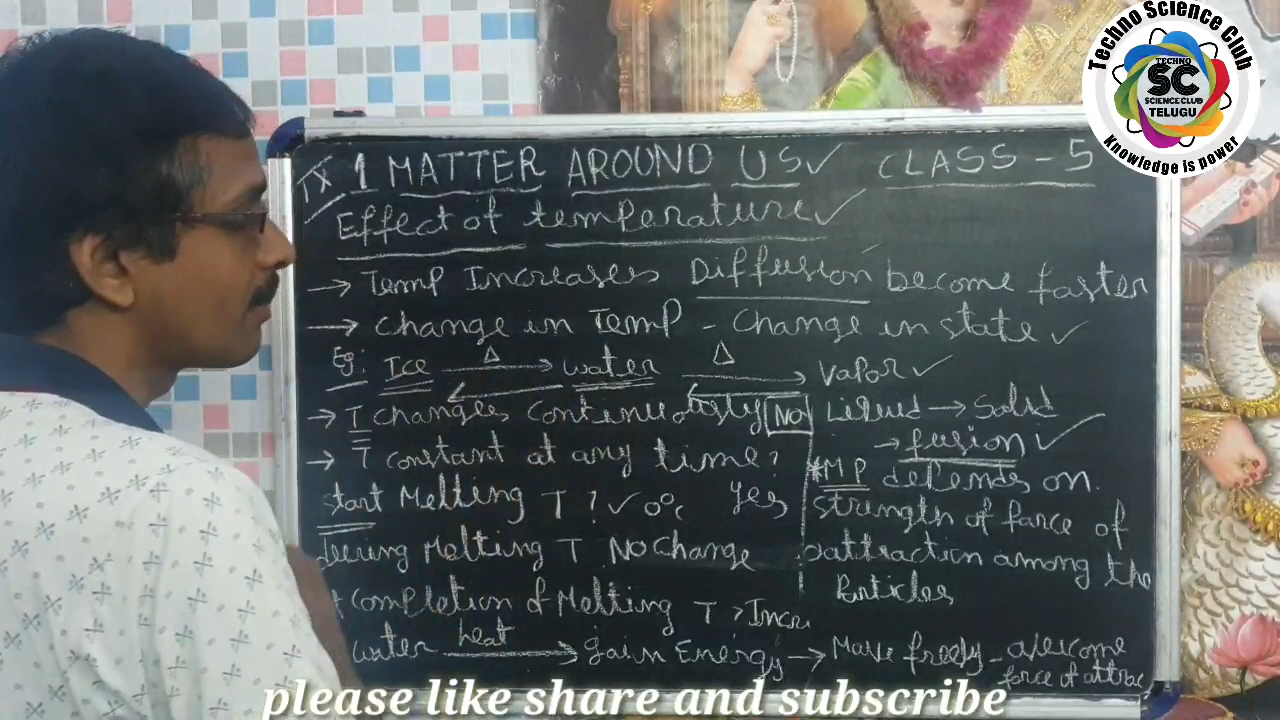 Techno Science Club
TECHNO
SC
SCIENCE CLUB
TELUGU
Knowledge is power
IX 1 MATTER AROUND US✓ CLASS - 5
Effect of temperature✓
→ Temp Increases Diffusion become faster
→ change in Temp - Change in state ✓
Eg: Ice Δ→ water Δ→ vapor ✓
→ T changes continuously No
→ T constant at any time?
start Melting T ? ✓ 0°c yes
during Melting T No Change
completion of Melting T > Incr
Liquid → Solid
→ fusion ✓
*MP depends on
strength of force of
attraction among the
Particles
water heat→ gain Energy → Move freely - overcome
force of attrac
please like share and subscribe